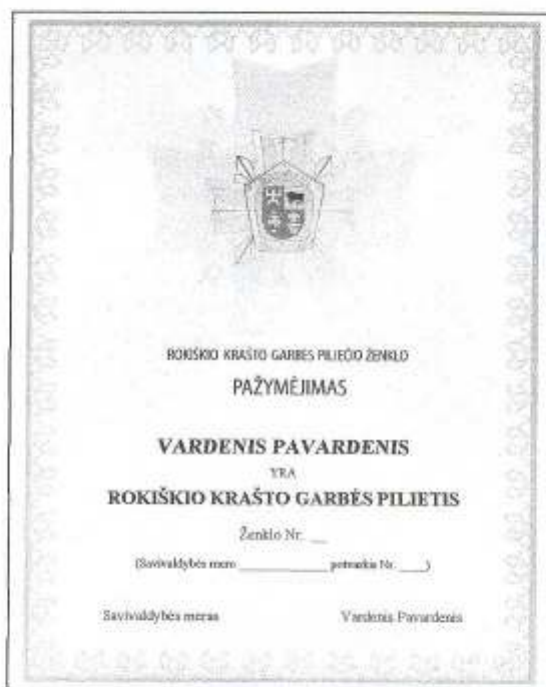 ROKIŠKIO KRAŠTO GARBĖS PILIEČIO ŽENKLO
PAŽYMĖJIMAS
VARDENIS PAVARDENIS
YRA
ROKIŠKIO KRAŠTO GARBĖS PILIETIS
Ženklo Nr. __
(Savivaldybės mero ____________ potvarkis Nr. ____)
Savivaldybės meras Vardenis Pavardenis